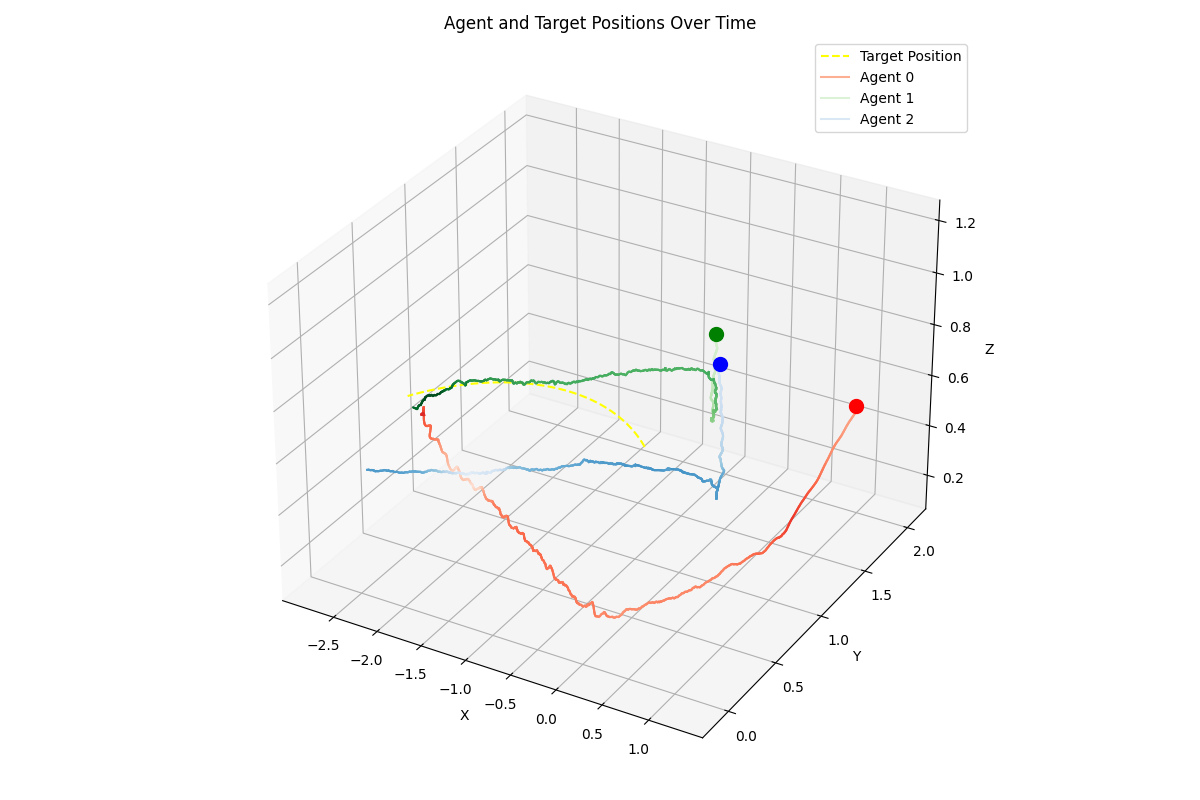 Agent and Target Positions Over Time
Target Position
Agent 0
Agent 1
Agent 2
1.2
1.0
0.8
Z
0.6
0.4
0.2
2.0
1.5
1.0
Y
0.5
0.0
−2.5
−2.0
−1.5
−1.0
X
−0.5
0.0
0.5
1.0